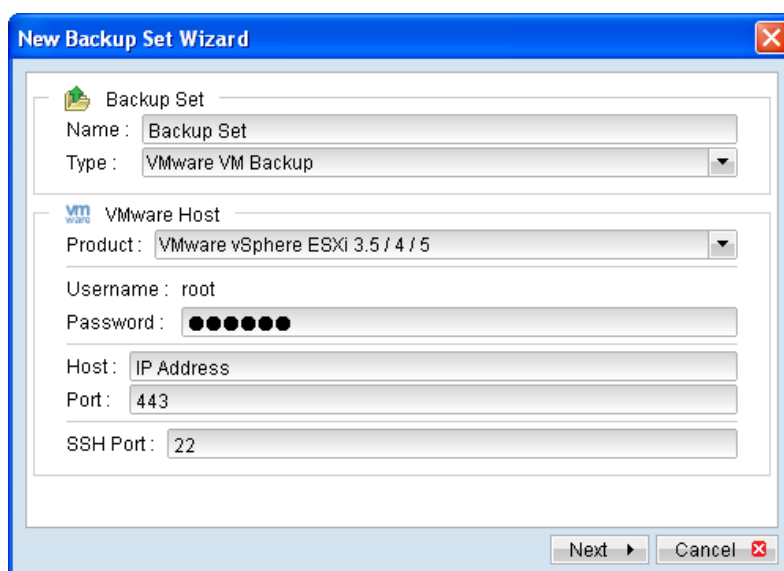 New Backup Set Wizard
Backup Set
Name : Backup Set
Type : VMware VM Backup
vm ware VMware Host
Product : VMware vSphere ESXi 3.5 / 4 / 5
Username : root
Password : ●●●●●●
Host : IP Address
Port : 443
SSH Port : 22
Next Cancel